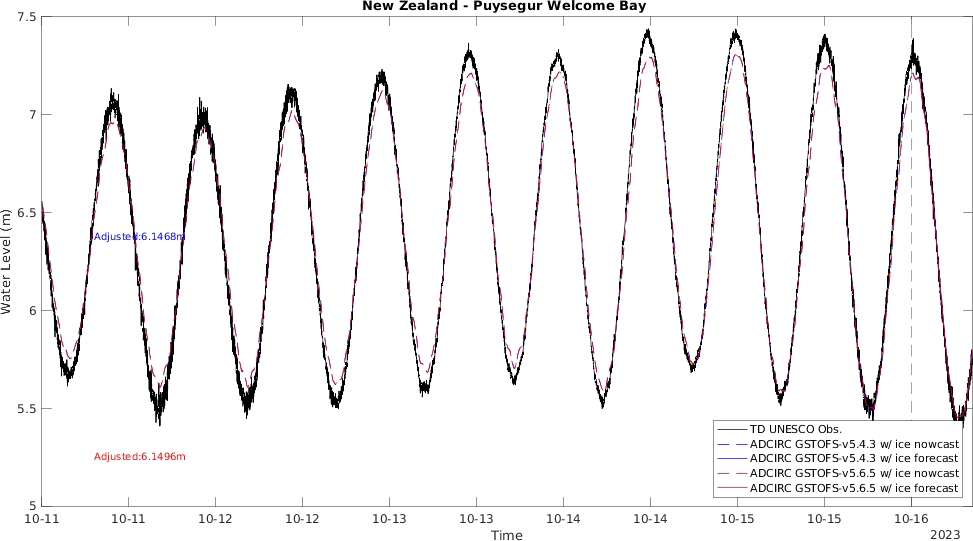 New Zealand - Puysegur Welcome Bay
7.5
7
6.5
6
5.5
5
Water Level (m)
Adjusted:6.1468m
Adjusted:6.1496m
TD UNESCO Obs.
ADCIRC GSTOFS-v5.4.3 w/ ice nowcast
ADCIRC GSTOFS-v5.4.3 w/ ice forecast
ADCIRC GSTOFS-v5.6.5 w/ ice nowcast
ADCIRC GSTOFS-v5.6.5 w/ ice forecast
10-11 10-11 10-12 10-12 10-13 10-13 10-14 10-14 10-15 10-15 10-16
Time
2023